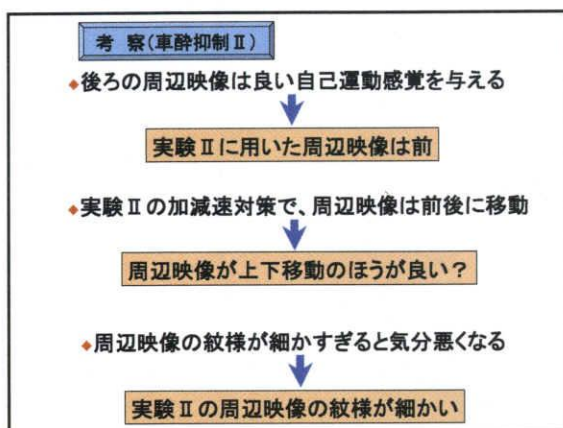 考 察(車酔抑制Ⅱ)
◆後ろの周辺映像は良い自己運動感覚を与える
実験Ⅱに用いた周辺映像は前
◆実験Ⅱの加減速対策で、周辺映像は前後に移動
周辺映像が上下移動のほうが良い？
◆周辺映像の紋様が細かすぎると気分悪くなる
実験Ⅱの周辺映像の紋様が細かい